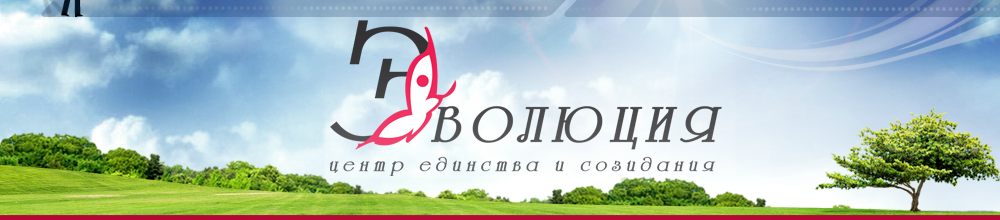 Эволюция
центр единства и созидания